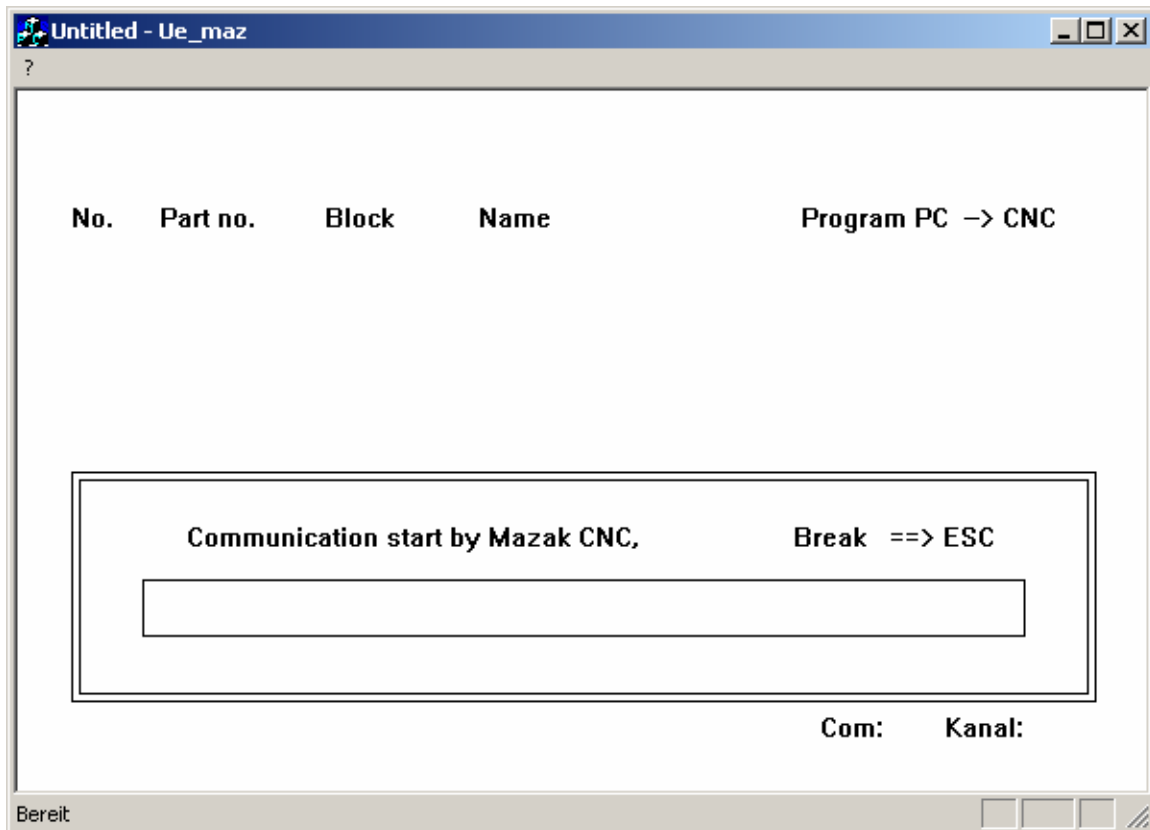 Untitled - Ue_maz
?
No. Part no. Block Name Program PC –> CNC
Communication start by Mazak CNC, Break ==> ESC
Com: Kanal:
Bereit